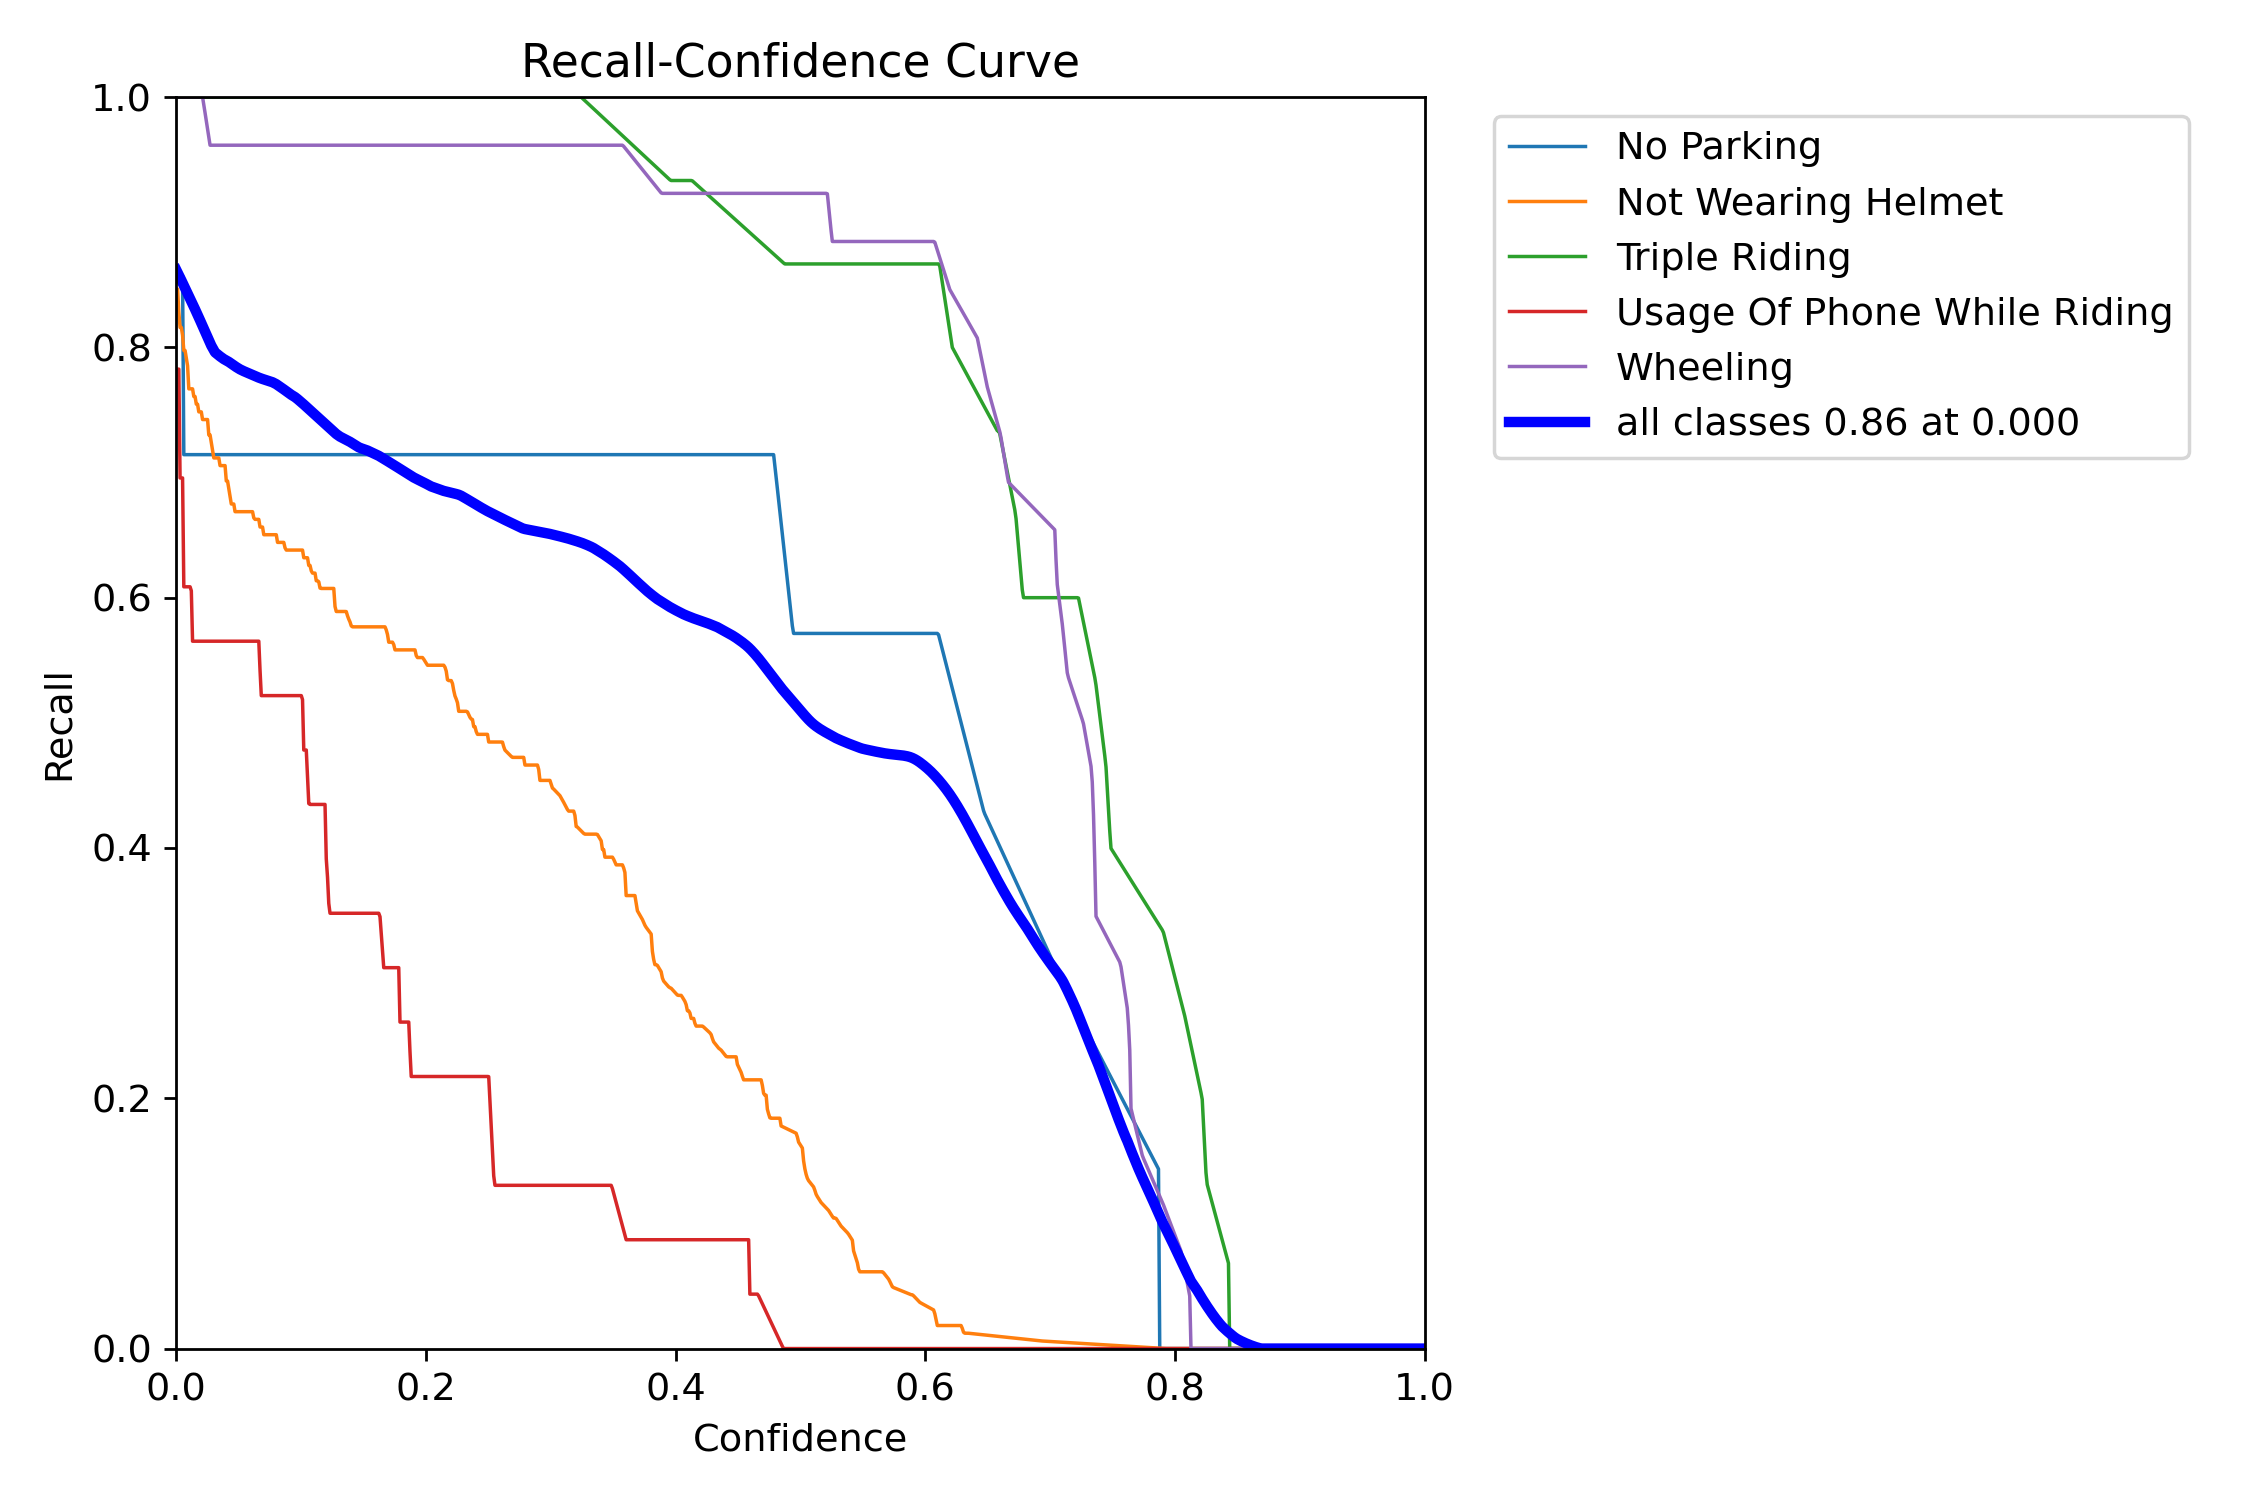 Recall-Confidence Curve
1.0
0.8
0.6
0.4
0.2
0.0
Recall
0.0 0.2 0.4 0.6 0.8 1.0
Confidence
No Parking
Not Wearing Helmet
Triple Riding
Usage Of Phone While Riding
Wheeling
all classes 0.86 at 0.000